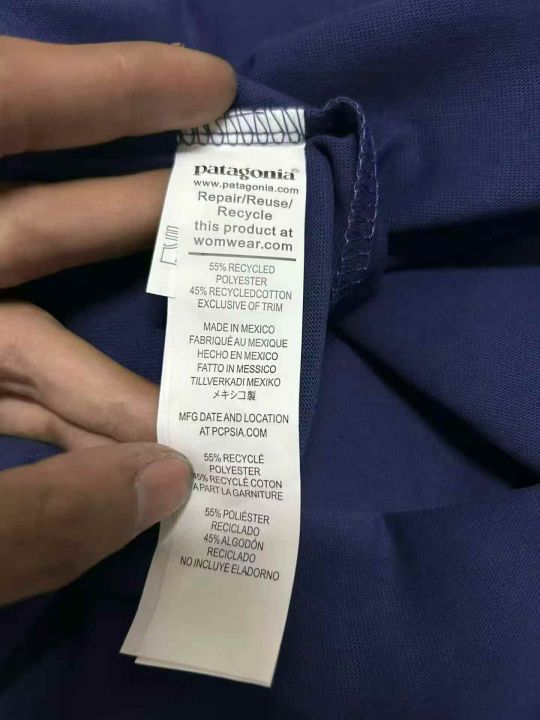 patagonia®
www.patagonia.com
Repair/Reuse/
Recycle
this product at
wornwear.com
55% RECYCLED
POLYESTER
45% RECYCLEDCOTTON
EXCLUSIVE OF TRIM
MADE IN MEXICO
FABRIQUÉ AU MEXIQUE
HECHO EN MEXICO
FATTO IN MESSICO
TILLVERKADI MEXIKO
メキシコ製
MFG DATE AND LOCATION
AT PCPSIA.COM
55% RECYCLÉ
POLYESTER
45% RECYCLÉ COTON
A PART LA GARNITURE
55% POLIÉSTER
RECICLADO
45% ALGODÓN
RECICLADO
NO INCLUYE ELADORNO